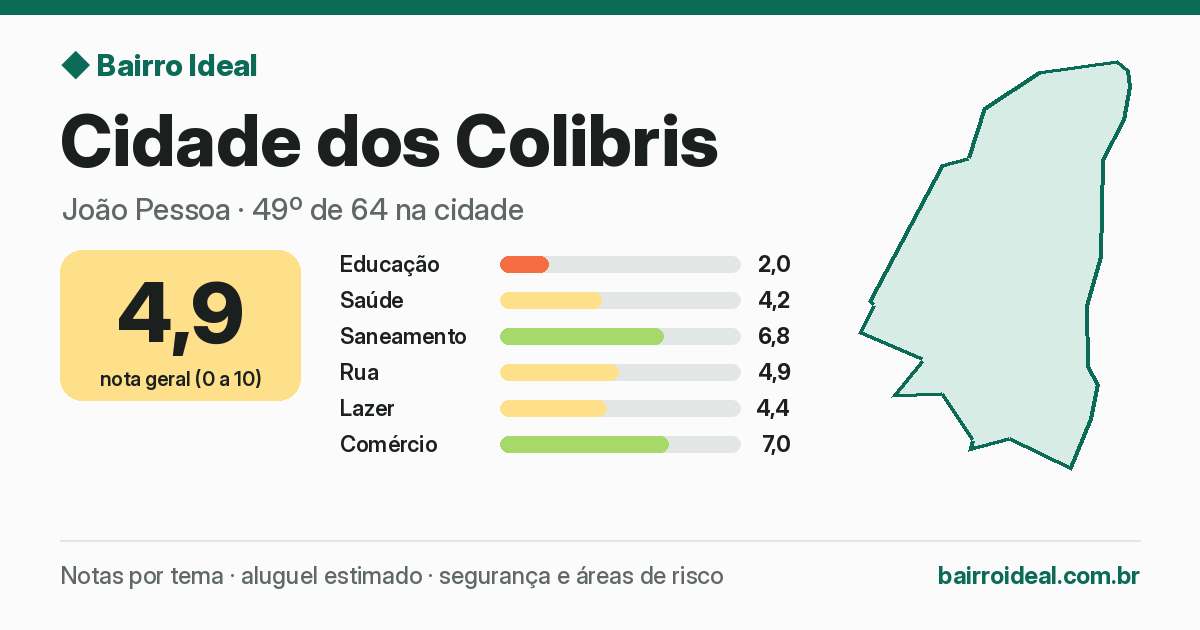 Bairro Ideal
Cidade dos Colibris
João Pessoa · 49º de 64 na cidade
4,9
nota geral (0 a 10)
Educação 2,0
Saúde 4,2
Saneamento 6,8
Rua 4,9
Lazer 4,4
Comércio 7,0
Notas por tema · aluguel estimado · segurança e áreas de risco
bairroideal.com.br